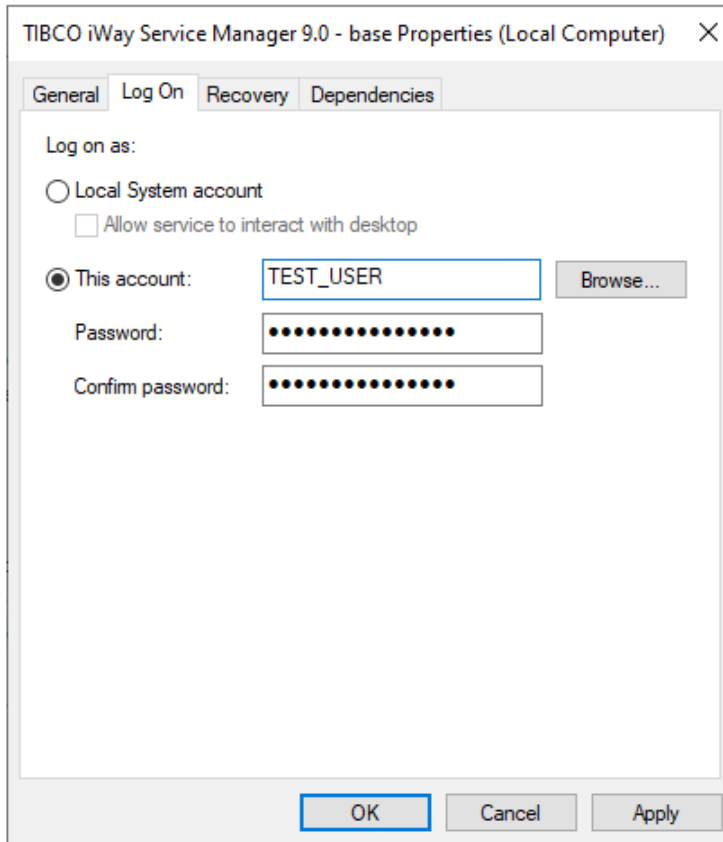 TIBCO iWay Service Manager 9.0 - base Properties (Local Computer)
General Log On Recovery Dependencies
Log on as:
Local System account
Allow service to interact with desktop
This account: TEST_USER Browse...
Password: •••••••••••••••
Confirm password: •••••••••••••••
OK Cancel Apply